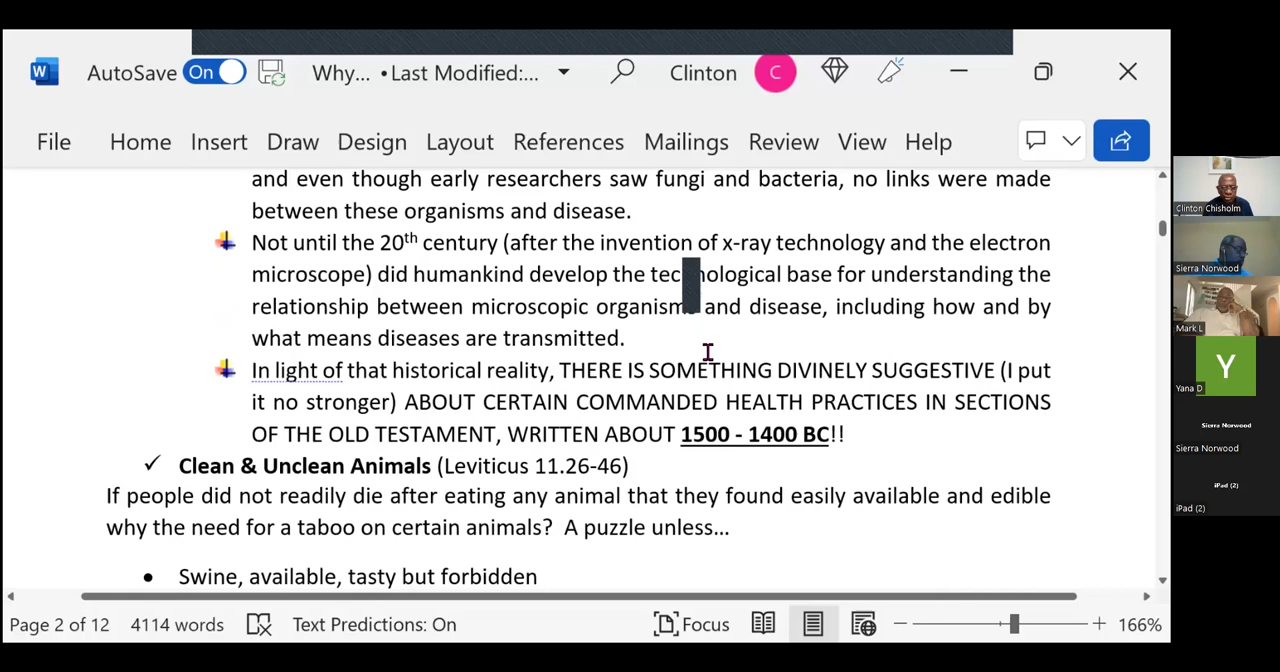 W AutoSave On Why... • Last Modified:... Clinton C
File Home Insert Draw Design Layout References Mailings Review View Help
and even though early researchers saw fungi and bacteria, no links were made
between these organisms and disease.
Not until the 20th century (after the invention of x-ray technology and the electron
microscope) did humankind develop the technological base for understanding the
relationship between microscopic organisms and disease, including how and by
what means diseases are transmitted.
In light of that historical reality, THERE IS SOMETHING DIVINELY SUGGESTIVE (I put
it no stronger) ABOUT CERTAIN COMMANDED HEALTH PRACTICES IN SECTIONS
OF THE OLD TESTAMENT, WRITTEN ABOUT 1500 - 1400 BC!!
✓ Clean & Unclean Animals (Leviticus 11.26-46)
If people did not readily die after eating any animal that they found easily available and edible
why the need for a taboo on certain animals? A puzzle unless...
• Swine, available, tasty but forbidden
Page 2 of 12 4114 words Text Predictions: On Focus 166%
Clinton Chisholm
Sierra Norwood
Mark L
Y
Yana D
Sierra Norwood
Sierra Norwood
iPad (2)
iPad (2)